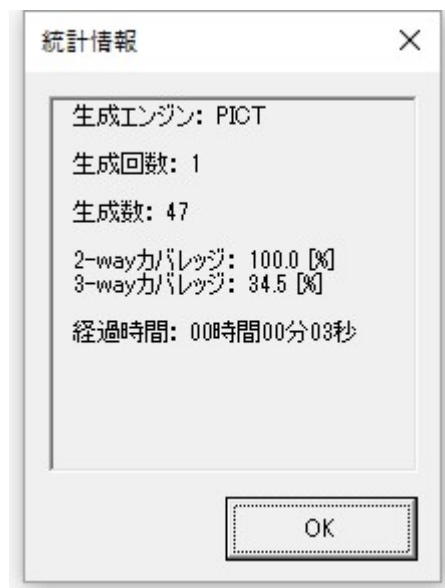 統計情報
生成エンジン: PICT
生成回数: 1
生成数: 47
2-wayカバレッジ: 100.0 [%]
3-wayカバレッジ: 34.5 [%]
経過時間: 00時間00分03秒
OK